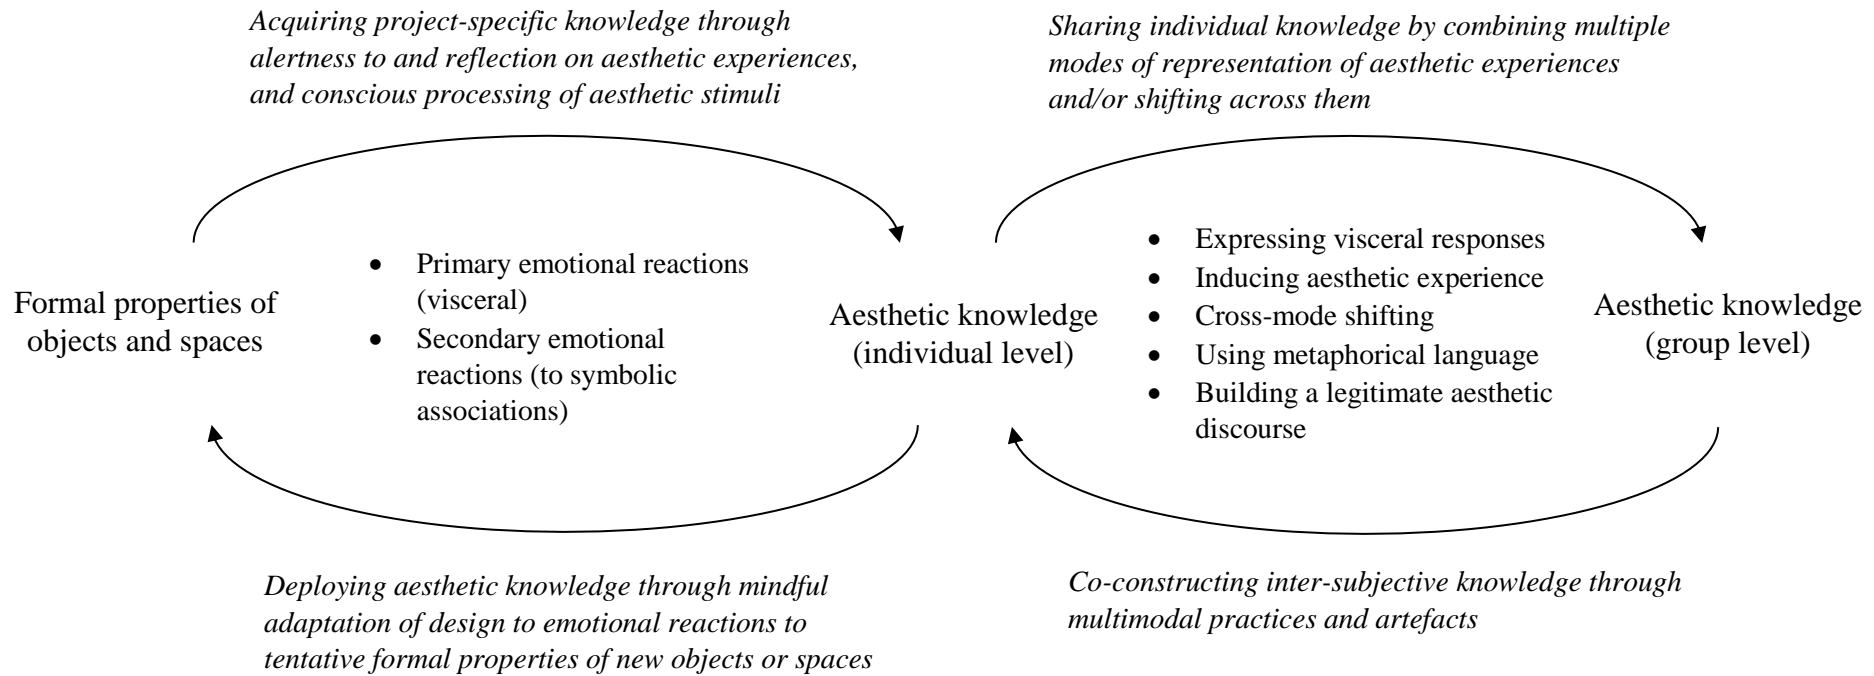 Acquiring project-specific knowledge through
alertness to and reflection on aesthetic experiences,
and conscious processing of aesthetic stimuli
Sharing individual knowledge by combining multiple
modes of representation of aesthetic experiences
and/or shifting across them
Formal properties of
objects and spaces
• Primary emotional reactions
(visceral)
• Secondary emotional
reactions (to symbolic
associations)
Aesthetic knowledge
(individual level)
• Expressing visceral responses
• Inducing aesthetic experience
• Cross-mode shifting
• Using metaphorical language
• Building a legitimate aesthetic
discourse
Aesthetic knowledge
(group level)
Deploying aesthetic knowledge through mindful
adaptation of design to emotional reactions to
tentative formal properties of new objects or spaces
Co-constructing inter-subjective knowledge through
multimodal practices and artefacts